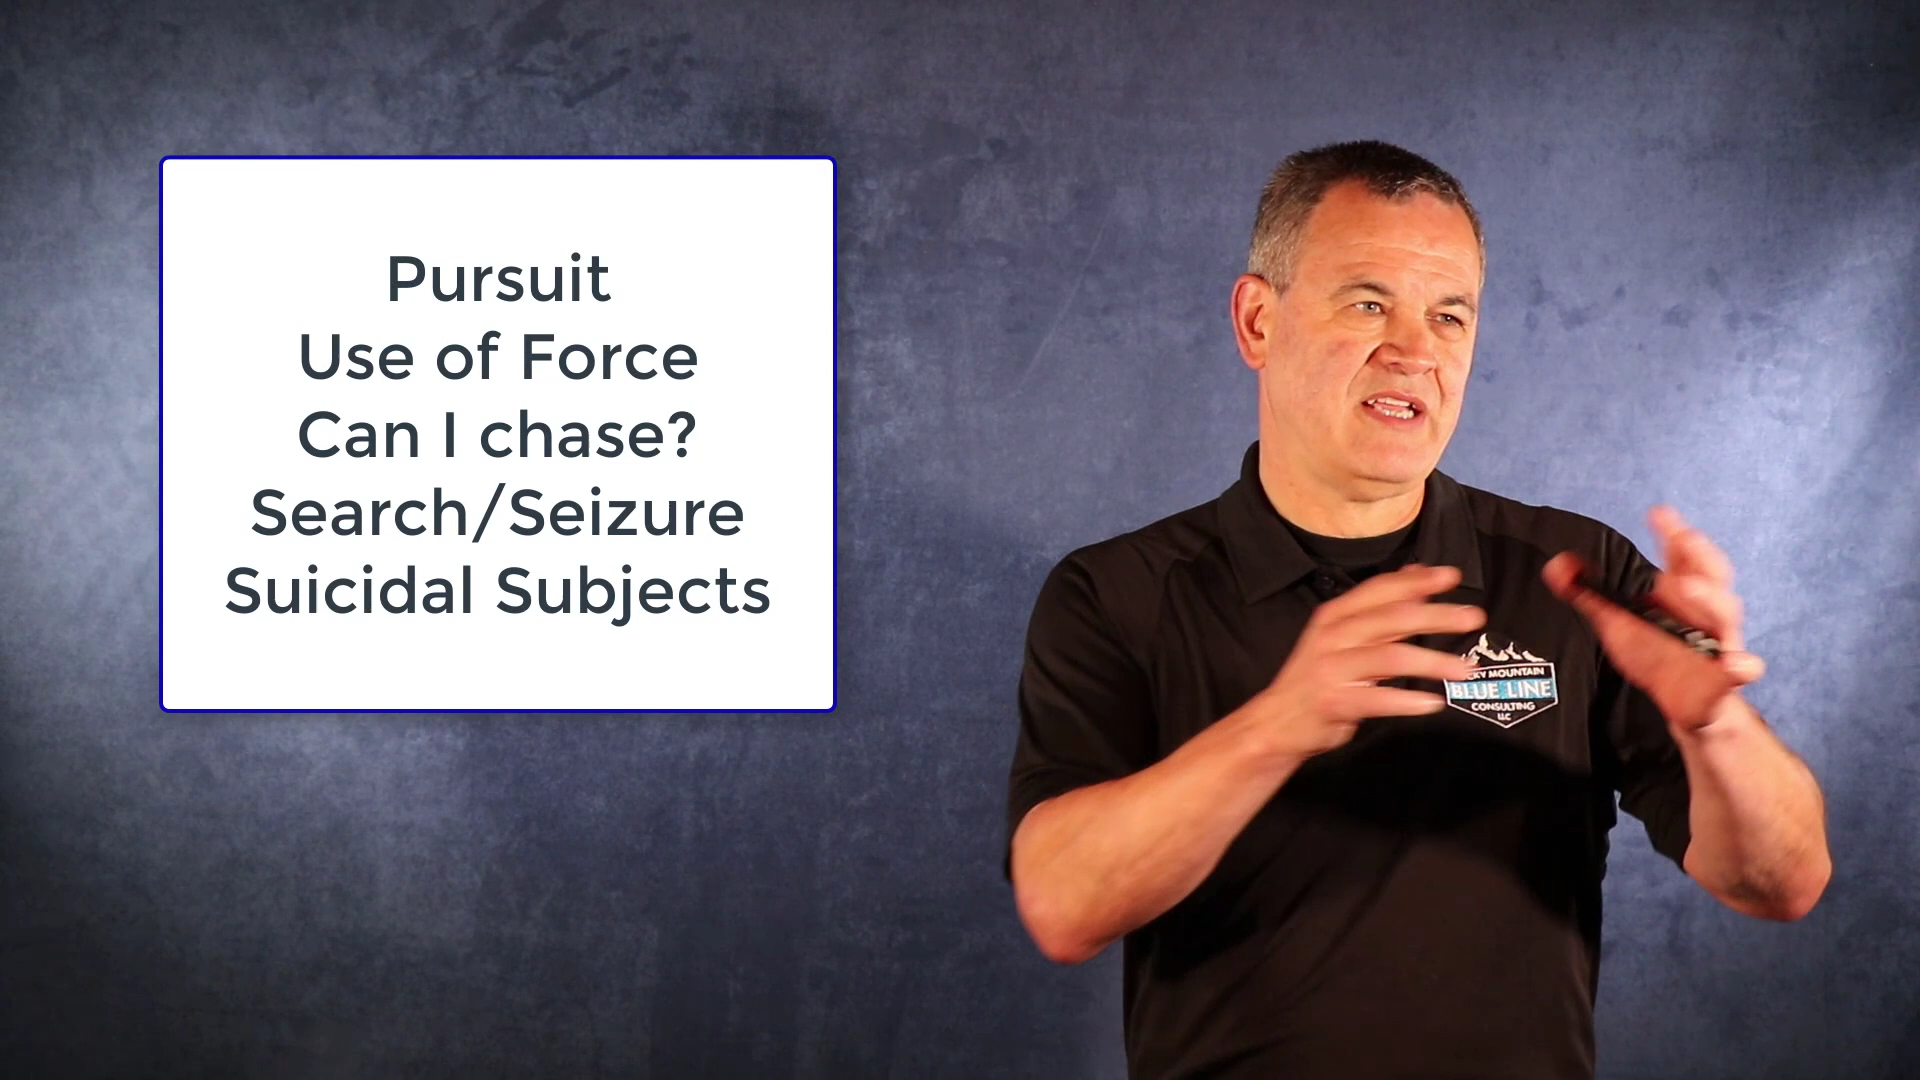 Pursuit
Use of Force
Can I chase?
Search/Seizure
Suicidal Subjects
MOUNTAIN
BLUE LINE
CONSULTING
LLC